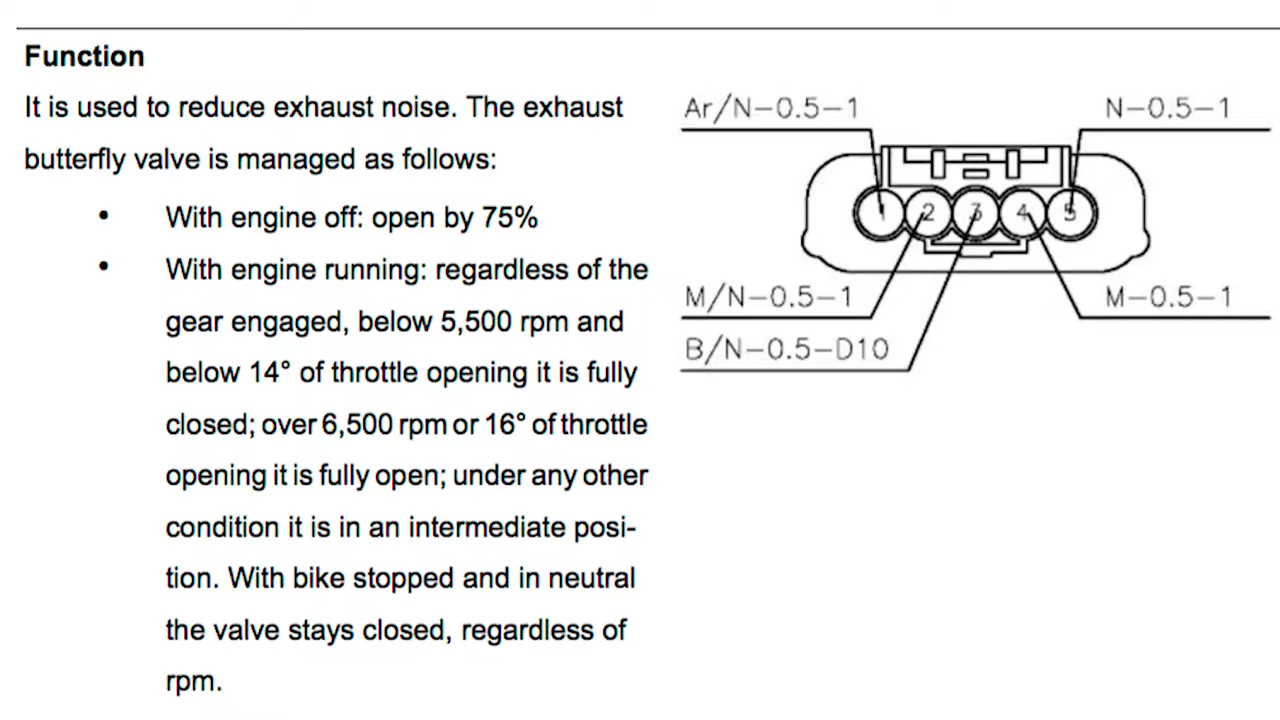 Function
It is used to reduce exhaust noise. The exhaust
butterfly valve is managed as follows:
• With engine off: open by 75%
• With engine running: regardless of the
gear engaged, below 5,500 rpm and
below 14° of throttle opening it is fully
closed; over 6,500 rpm or 16° of throttle
opening it is fully open; under any other
condition it is in an intermediate posi-
tion. With bike stopped and in neutral
the valve stays closed, regardless of
rpm.
Ar/N-0.5-1
N-0.5-1
1 2 3 4 5
M/N-0.5-1
M-0.5-1
B/N-0.5-D10